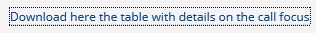 Download here the table with details on the call focus